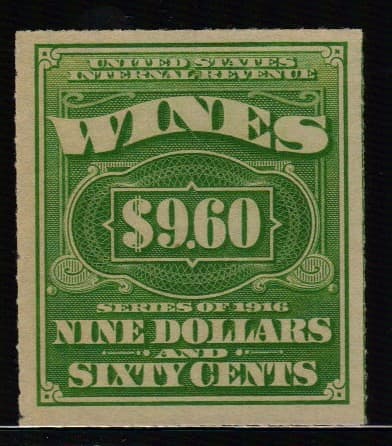 UNITED STATES
INTERNAL REVENUE
WINES
$9.60
SERIES OF 1916
NINE DOLLARS
AND
SIXTY CENTS